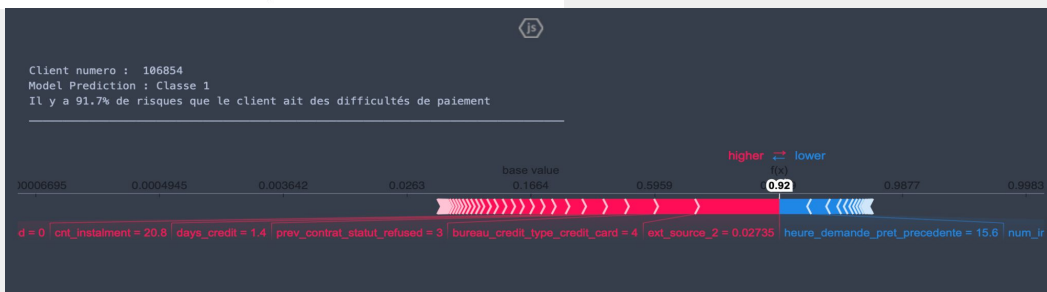 js
Client numero : 106854
Model Prediction : Classe 1
Il y a 91.7% de risques que le client ait des difficultés de paiement
higher lower
base value f(x)
0006695 0.0004945 0.003642 0.0263 0.1664 0.5959 0.92 0.9877 0.9983
d = 0 cnt_instalment = 20.8 days_credit = 1.4 prev_contrat_statut_refused = 3 bureau_credit_type_credit_card = 4 ext_source_2 = 0.02735 heure_demande_pret_precedente = 15.6 num_ir